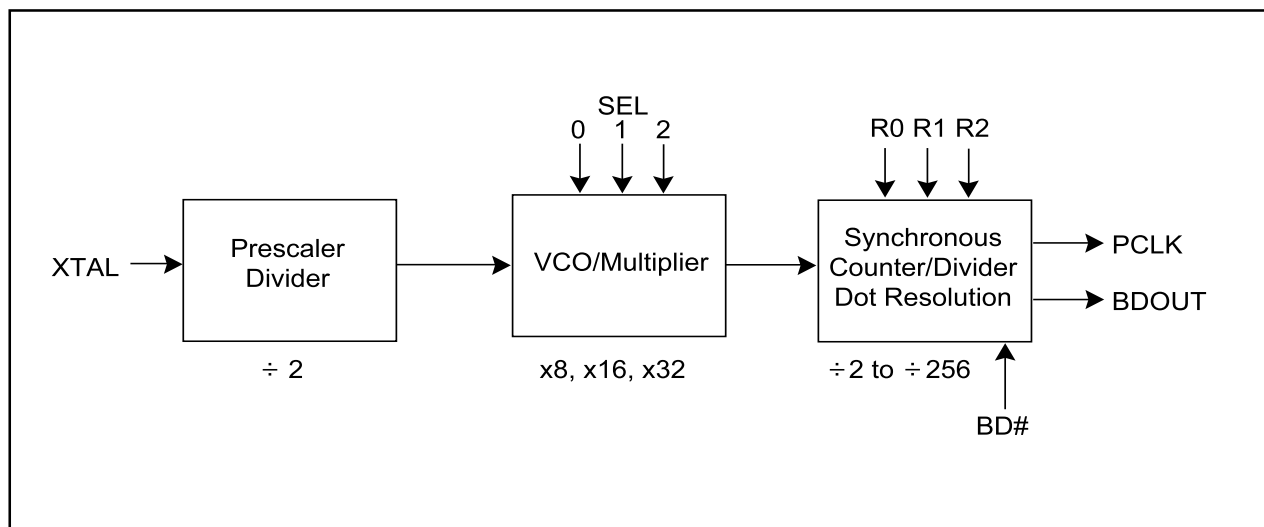 SEL
0 1 2
R0 R1 R2
XTAL
Prescaler
Divider
÷ 2
VCO/Multiplier
x8, x16, x32
Synchronous
Counter/Divider
Dot Resolution
÷2 to ÷256
PCLK
BDOUT
BD#